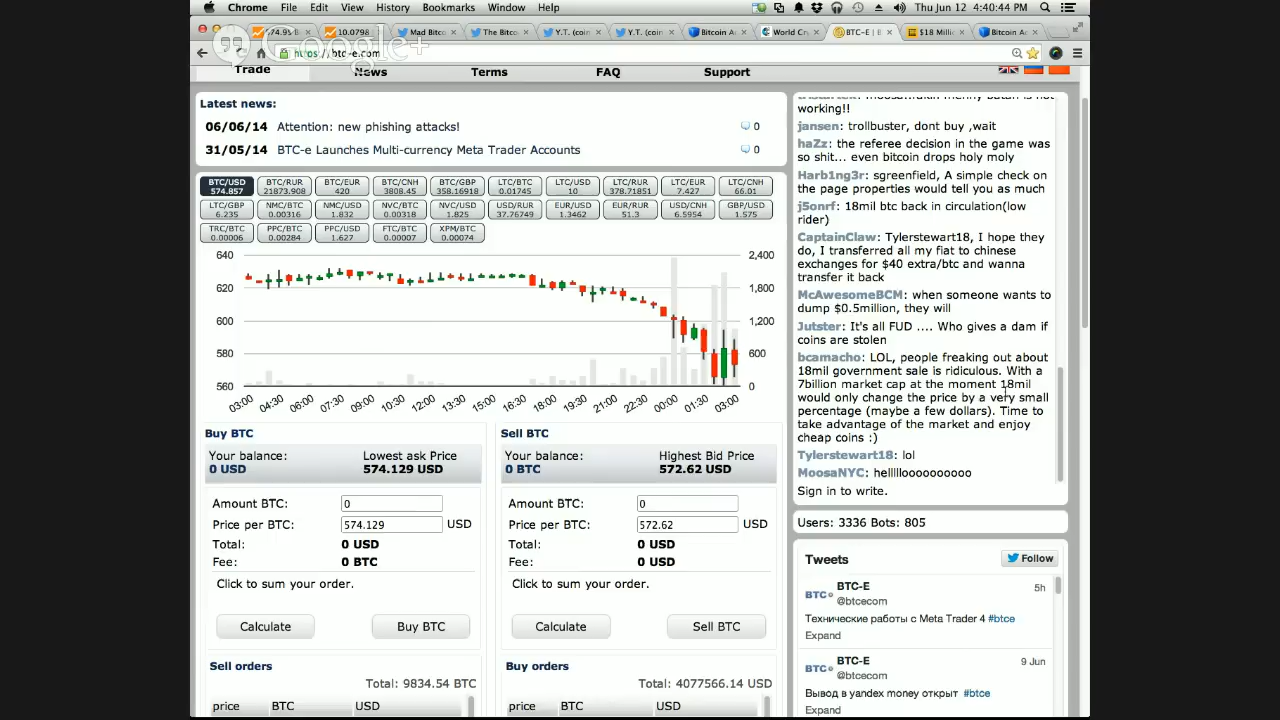 Chrome File Edit View History Bookmarks Window Help
Thu Jun 12 4:40:44 PM
10.0798
Mad Bitco
The Bitco
Y.T. (coin
Y.T. (coin
Bitcoin A
World Cr
BTC-E | B
$18 Millio
Bitcoin A
Google+
https://btc-e.com
Trade News Terms FAQ Support
Latest news:
06/06/14 Attention: new phishing attacks! 0
31/05/14 BTC-e Launches Multi-currency Meta Trader Accounts 0
BTC/USD BTC/RUR BTC/EUR BTC/CNH BTC/GBP LTC/BTC LTC/USD LTC/RUR LTC/EUR LTC/CNH
574.857 21873.908 420 3808.45 358.16918 0.01745 10 378.71851 7.427 66.01
LTC/GBP NMC/BTC NMC/USD NVC/BTC NVC/USD USD/RUR EUR/USD EUR/RUR USD/CNH GBP/USD
6.235 0.00316 1.832 0.00318 1.825 37.76749 1.3462 51.3 6.5954 1.575
TRC/BTC PPC/BTC PPC/USD FTC/BTC XPM/BTC
0.00006 0.00284 1.627 0.00007 0.00074
640 2,400
620 1,800
600 1,200
580 600
560 0
03:00 04:30 06:00 07:30 09:00 10:30 12:00 13:30 15:00 16:30 18:00 19:30 21:00 22:30 00:00 01:30 03:00
Buy BTC
Your balance: Lowest ask Price
0 USD 574.129 USD
Amount BTC: 0
Price per BTC: 574.129 USD
Total: 0 USD
Fee: 0 BTC
Click to sum your order.
Calculate Buy BTC
Sell orders
Total: 9834.54 BTC
price BTC USD
Sell BTC
Your balance: Highest Bid Price
0 BTC 572.62 USD
Amount BTC: 0
Price per BTC: 572.62 USD
Total: 0 USD
Fee: 0 USD
Click to sum your order.
Calculate Sell BTC
Buy orders
Total: 4077566.14 USD
price BTC USD
working!!
jansen: trollbuster, dont buy ,wait
haZz: the referee decision in the game was
so shit... even bitcoin drops holy moly
Harb1ng3r: sgreenfield, A simple check on
the page properties would tell you as much
j5onrf: 18mil btc back in circulation(low
rider)
CaptainClaw: Tylerstewart18, I hope they
do, I transferred all my fiat to chinese
exchanges for $40 extra/btc and wanna
transfer it back
McAwesomeBCM: when someone wants to
dump $0.5million, they will
Jutster: It's all FUD .... Who gives a dam if
coins are stolen
bcamacho: LOL, people freaking out about
18mil government sale is ridiculous. With a
7billion market cap at the moment 18mil
would only change the price by a very small
percentage (maybe a few dollars). Time to
take advantage of the market and enjoy
cheap coins :)
Tylerstewart18: lol
MoosaNYC: hellllloooooooooo
Sign in to write.
Users: 3336 Bots: 805
Tweets Follow
BTC-E 5h
@btcecom
Технические работы с Meta Trader 4 #btce
Expand
BTC-E 9 Jun
@btcecom
Вывод в yandex money открыт #btce
Expand